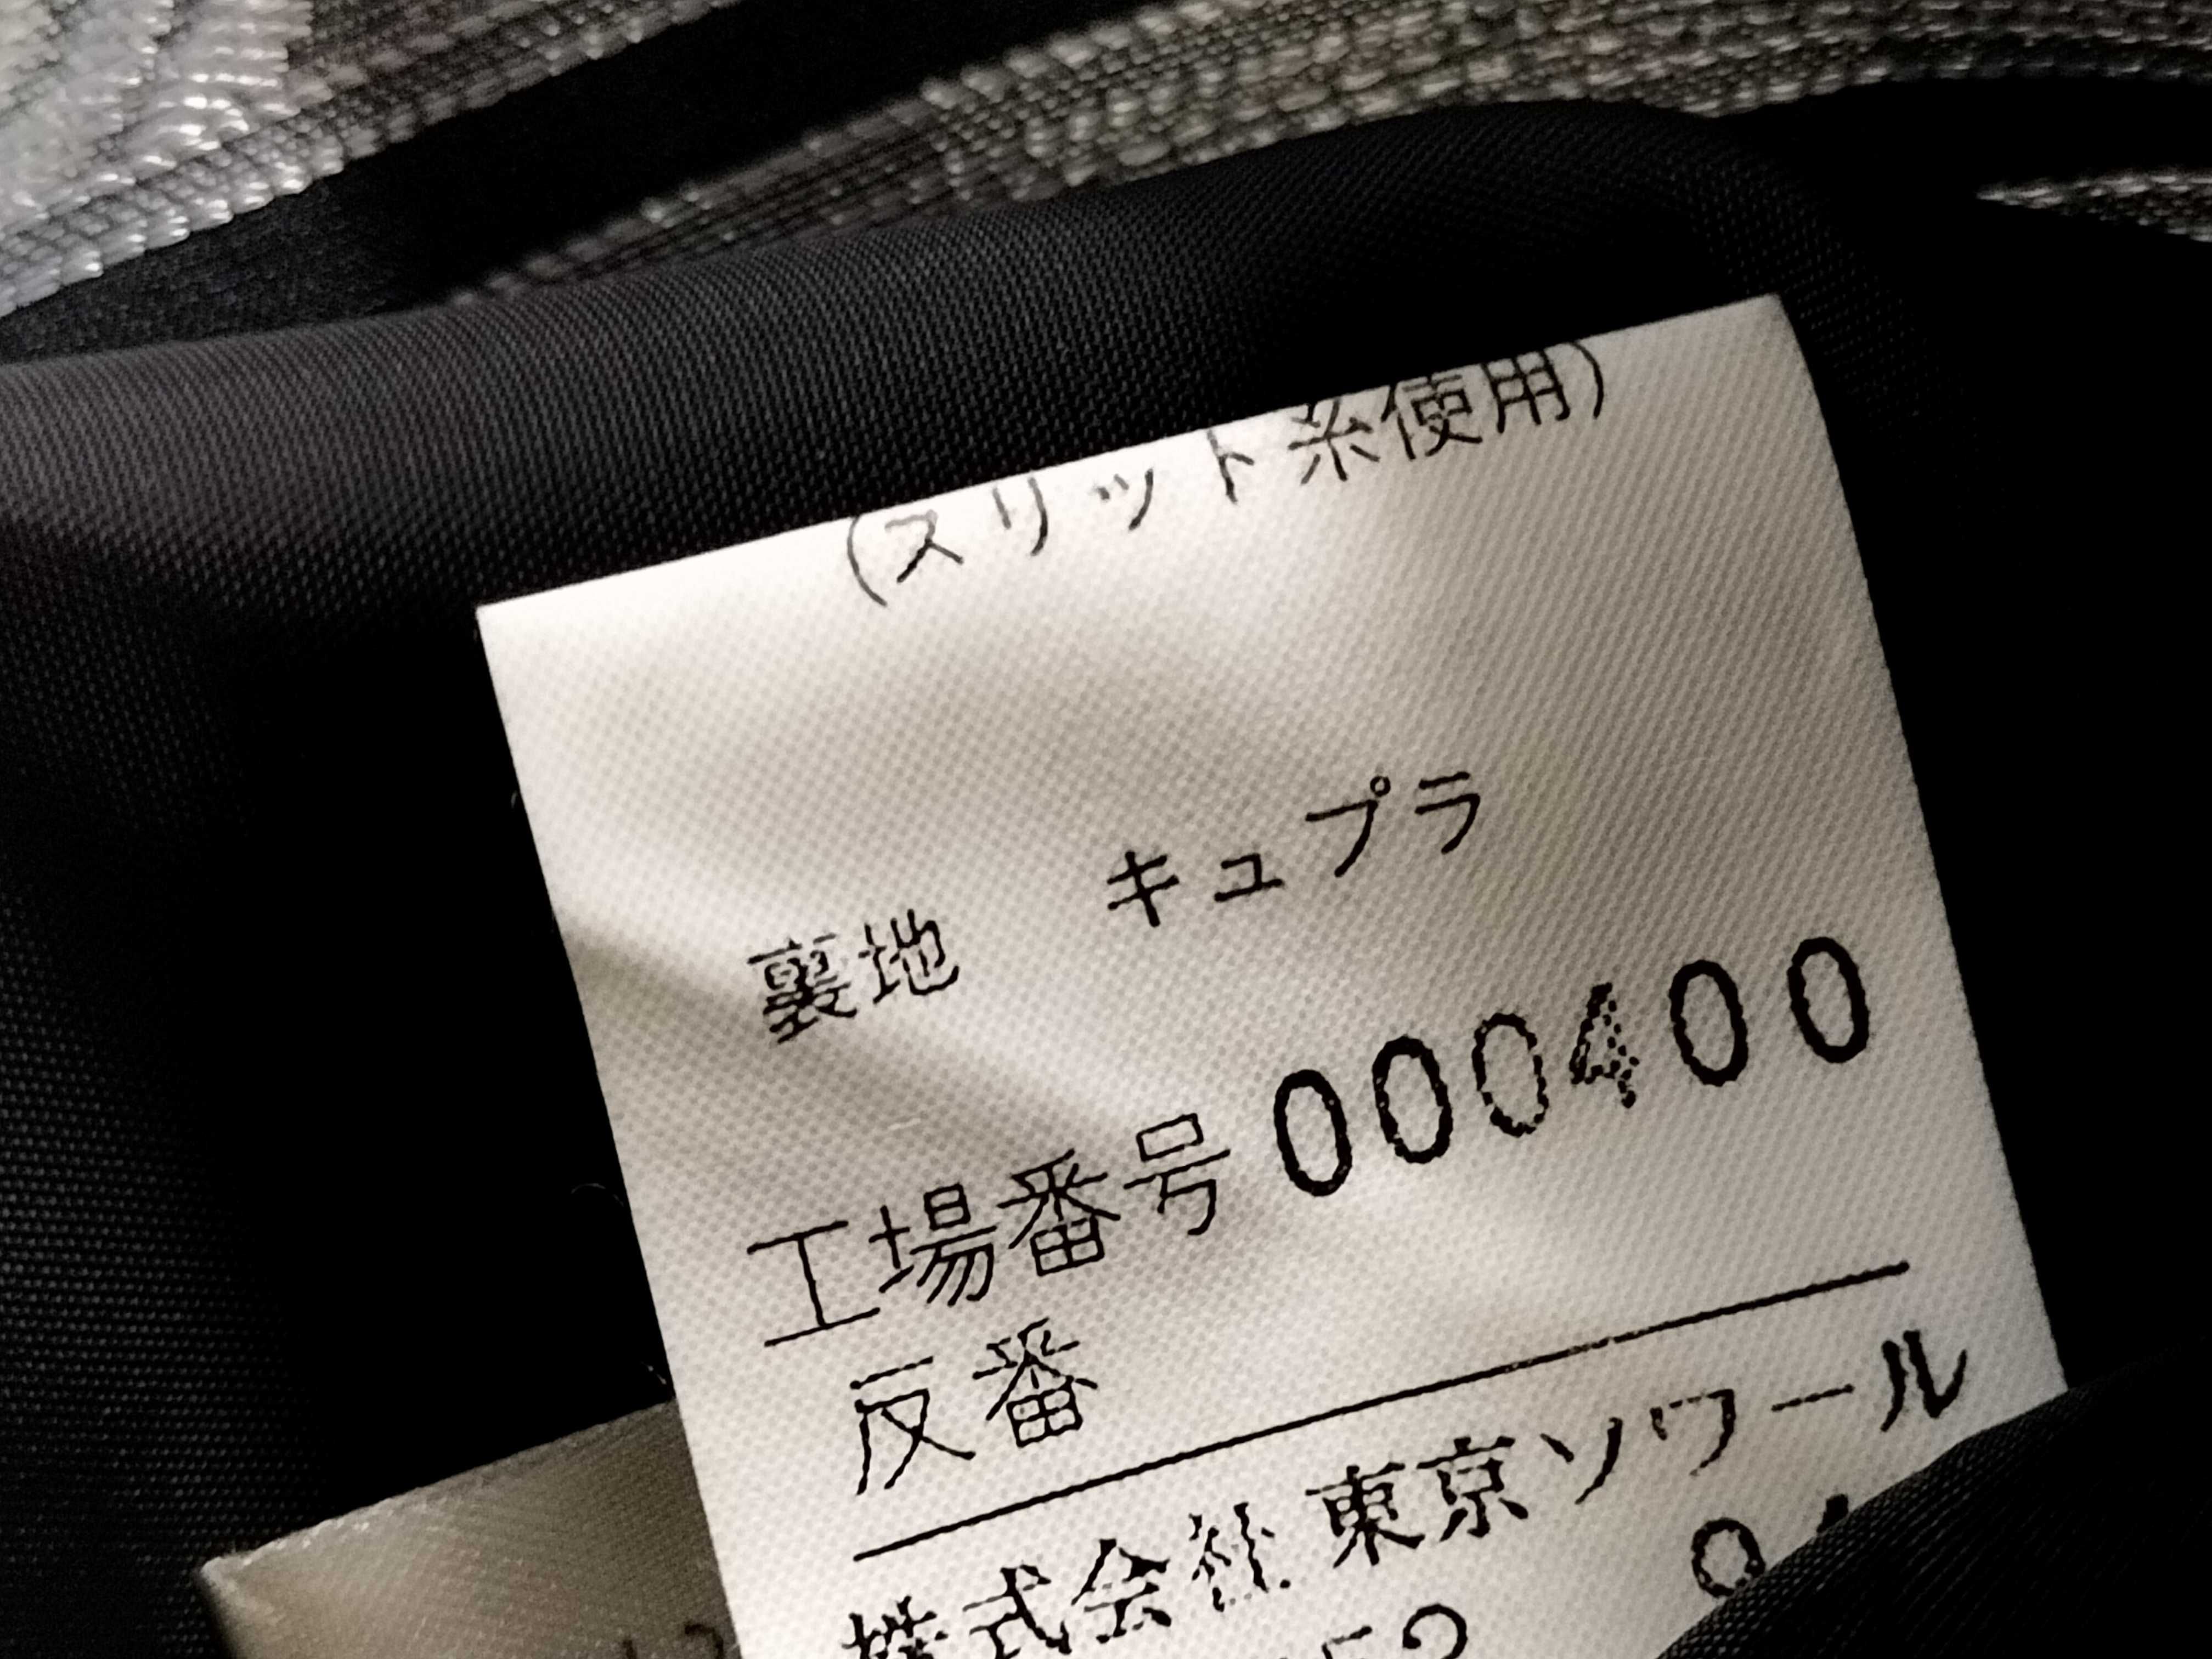 (スリット糸使用)
裏地 キュプラ
工場番号 000400
反番
株式会社 東京ソワール